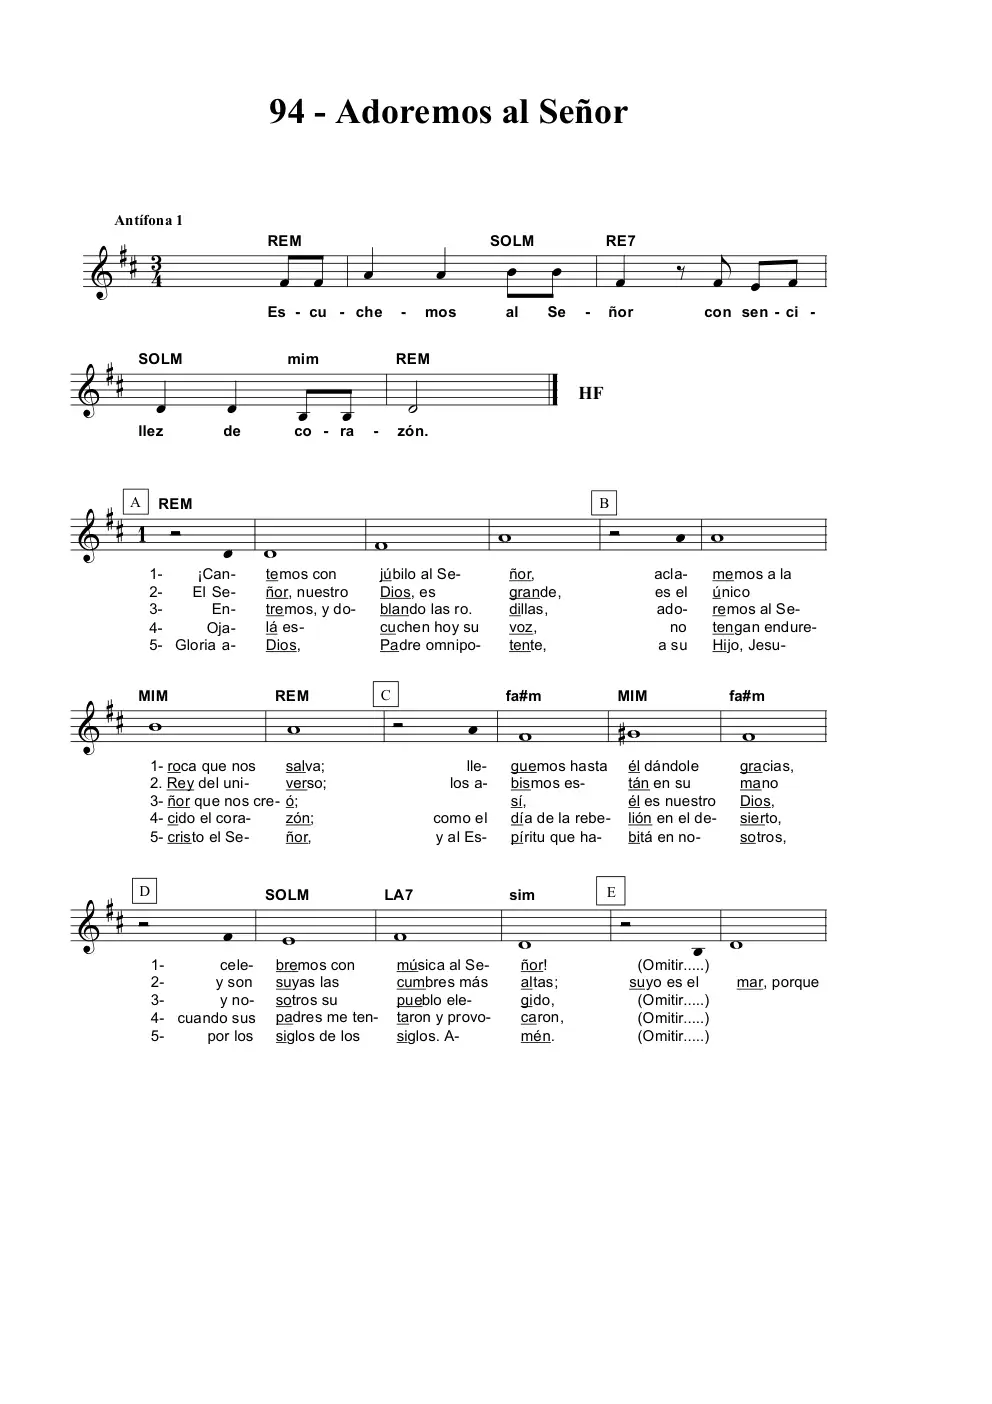 94 - Adoremos al Señor
Antífona 1
REM SOLM RE7
3
4
Es - cu - che - mos al Se - ñor con sen - ci -
SOLM mim REM
HF
llez de co - ra - zón.
A REM B
1
1- ¡Can- temos con júbilo al Se- ñor, acla- memos a la
2- El Se- ñor, nuestro Dios, es grande, es el único
3- En- tremos, y do- blando las ro. dillas, ado- remos al Se-
4- Oja- lá es- cuchen hoy su voz, no tengan endure-
5- Gloria a- Dios, Padre omnipo- tente, a su Hijo, Jesu-
MIM REM C fa#m MIM fa#m
1- roca que nos salva; lle- guemos hasta él dándole gracias,
2. Rey del uni- verso; los a- bismos es- tán en su mano
3- ñor que nos cre- ó; sí, él es nuestro Dios,
4- cido el cora- zón; como el día de la rebe- lión en el de- sierto,
5- cristo el Se- ñor, y al Es- píritu que ha- bitá en no- sotros,
D SOLM LA7 sim E
1- cele- bremos con música al Se- ñor! (Omitir.....)
2- y son suyas las cumbres más altas; suyo es el mar, porque
3- y no- sotros su pueblo ele- gido, (Omitir.....)
4- cuando sus padres me ten- taron y provo- caron, (Omitir.....)
5- por los siglos de los siglos. A- mén. (Omitir.....)